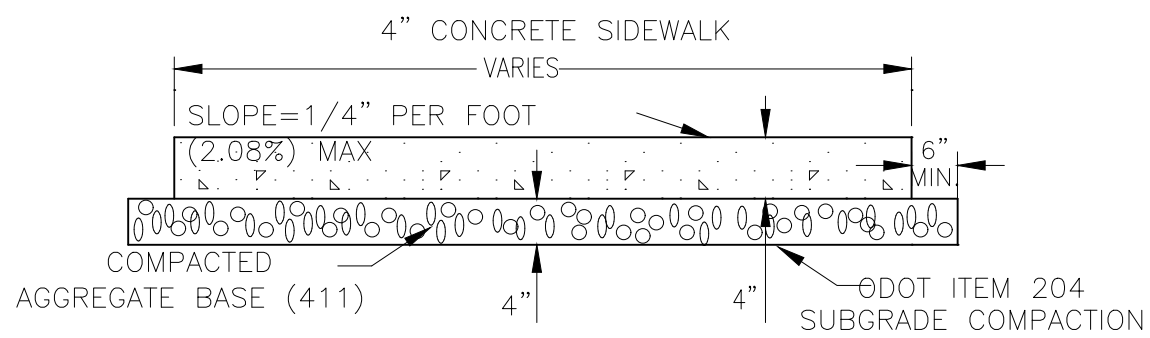 4” CONCRETE SIDEWALK
VARIES
SLOPE=1/4” PER FOOT
(2.08%) MAX
6”
MIN.
COMPACTED
AGGREGATE BASE (411)
4”
4”
ODOT ITEM 204
SUBGRADE COMPACTION